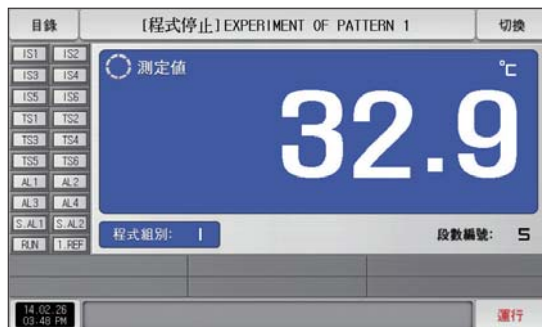 目錄 [程式停止]EXPERIMENT OF PATTERN 1 切換
IS1 IS2
IS3 IS4
IS5 IS6
TS1 TS2
TS3 TS4
TS5 TS6
AL1 AL2
AL3 AL4
S.AL1 S.AL2
RUN 1.REF
測定值 ℃
32.9
程式組別: 1 段數編號: 5
14.02.26
03:48 PM
運行